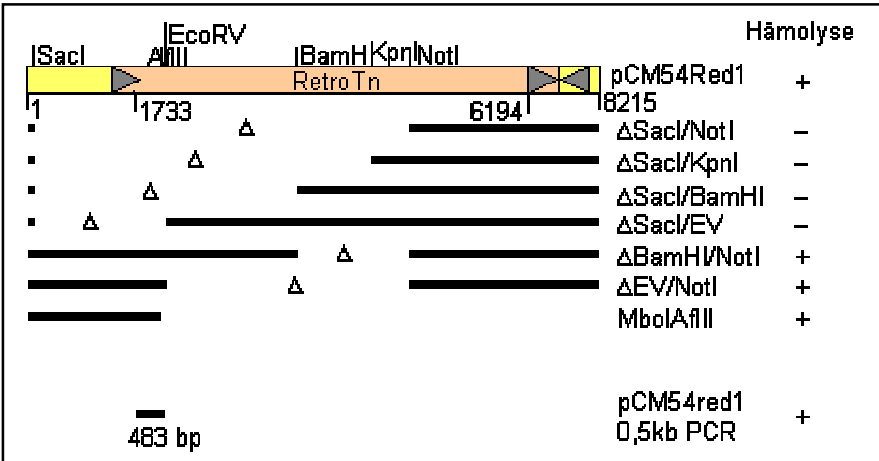 EcoRV
Hämolyse
SacI AflII BamHI KpnI NotI
RetroTn pCM54Red1 +
1 1733 6194 8215
ΔSacI/NotI −
ΔSacI/KpnI −
ΔSacI/BamHI −
ΔSacI/EV −
ΔBamHI/NotI +
ΔEV/NotI +
MboIAflII +
pCM54red1 +
483 bp 0,5kb PCR